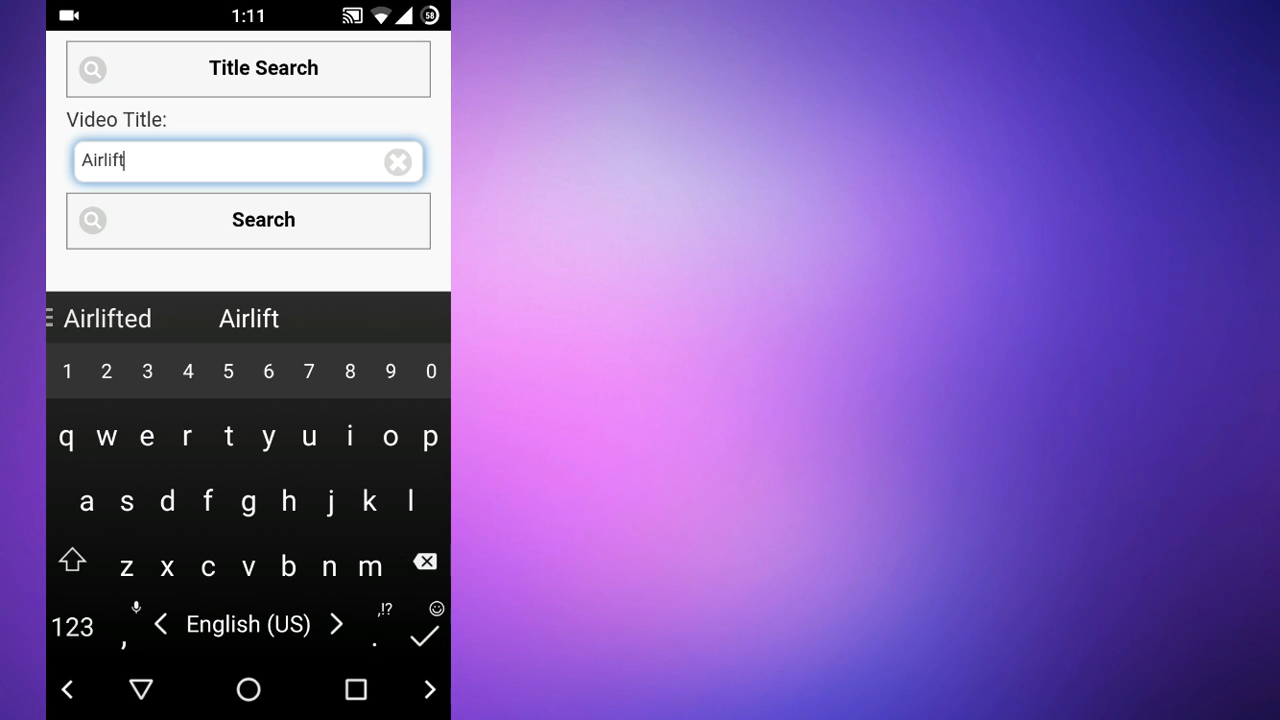 1:11
58
Title Search
Video Title:
Airlift
Search
Airlifted Airlift
1 2 3 4 5 6 7 8 9 0
q w e r t y u i o p
a s d f g h j k l
z x c v b n m
123 , < English (US) > ,!? .